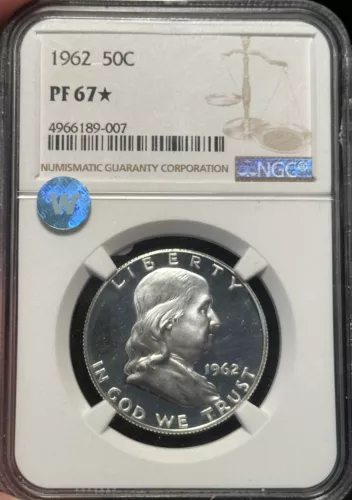 1962 50C
PF 67★
4966189-007
NUMISMATIC GUARANTY CORPORATION
NGC
W
LIBERTY
1962
IN GOD WE TRUST